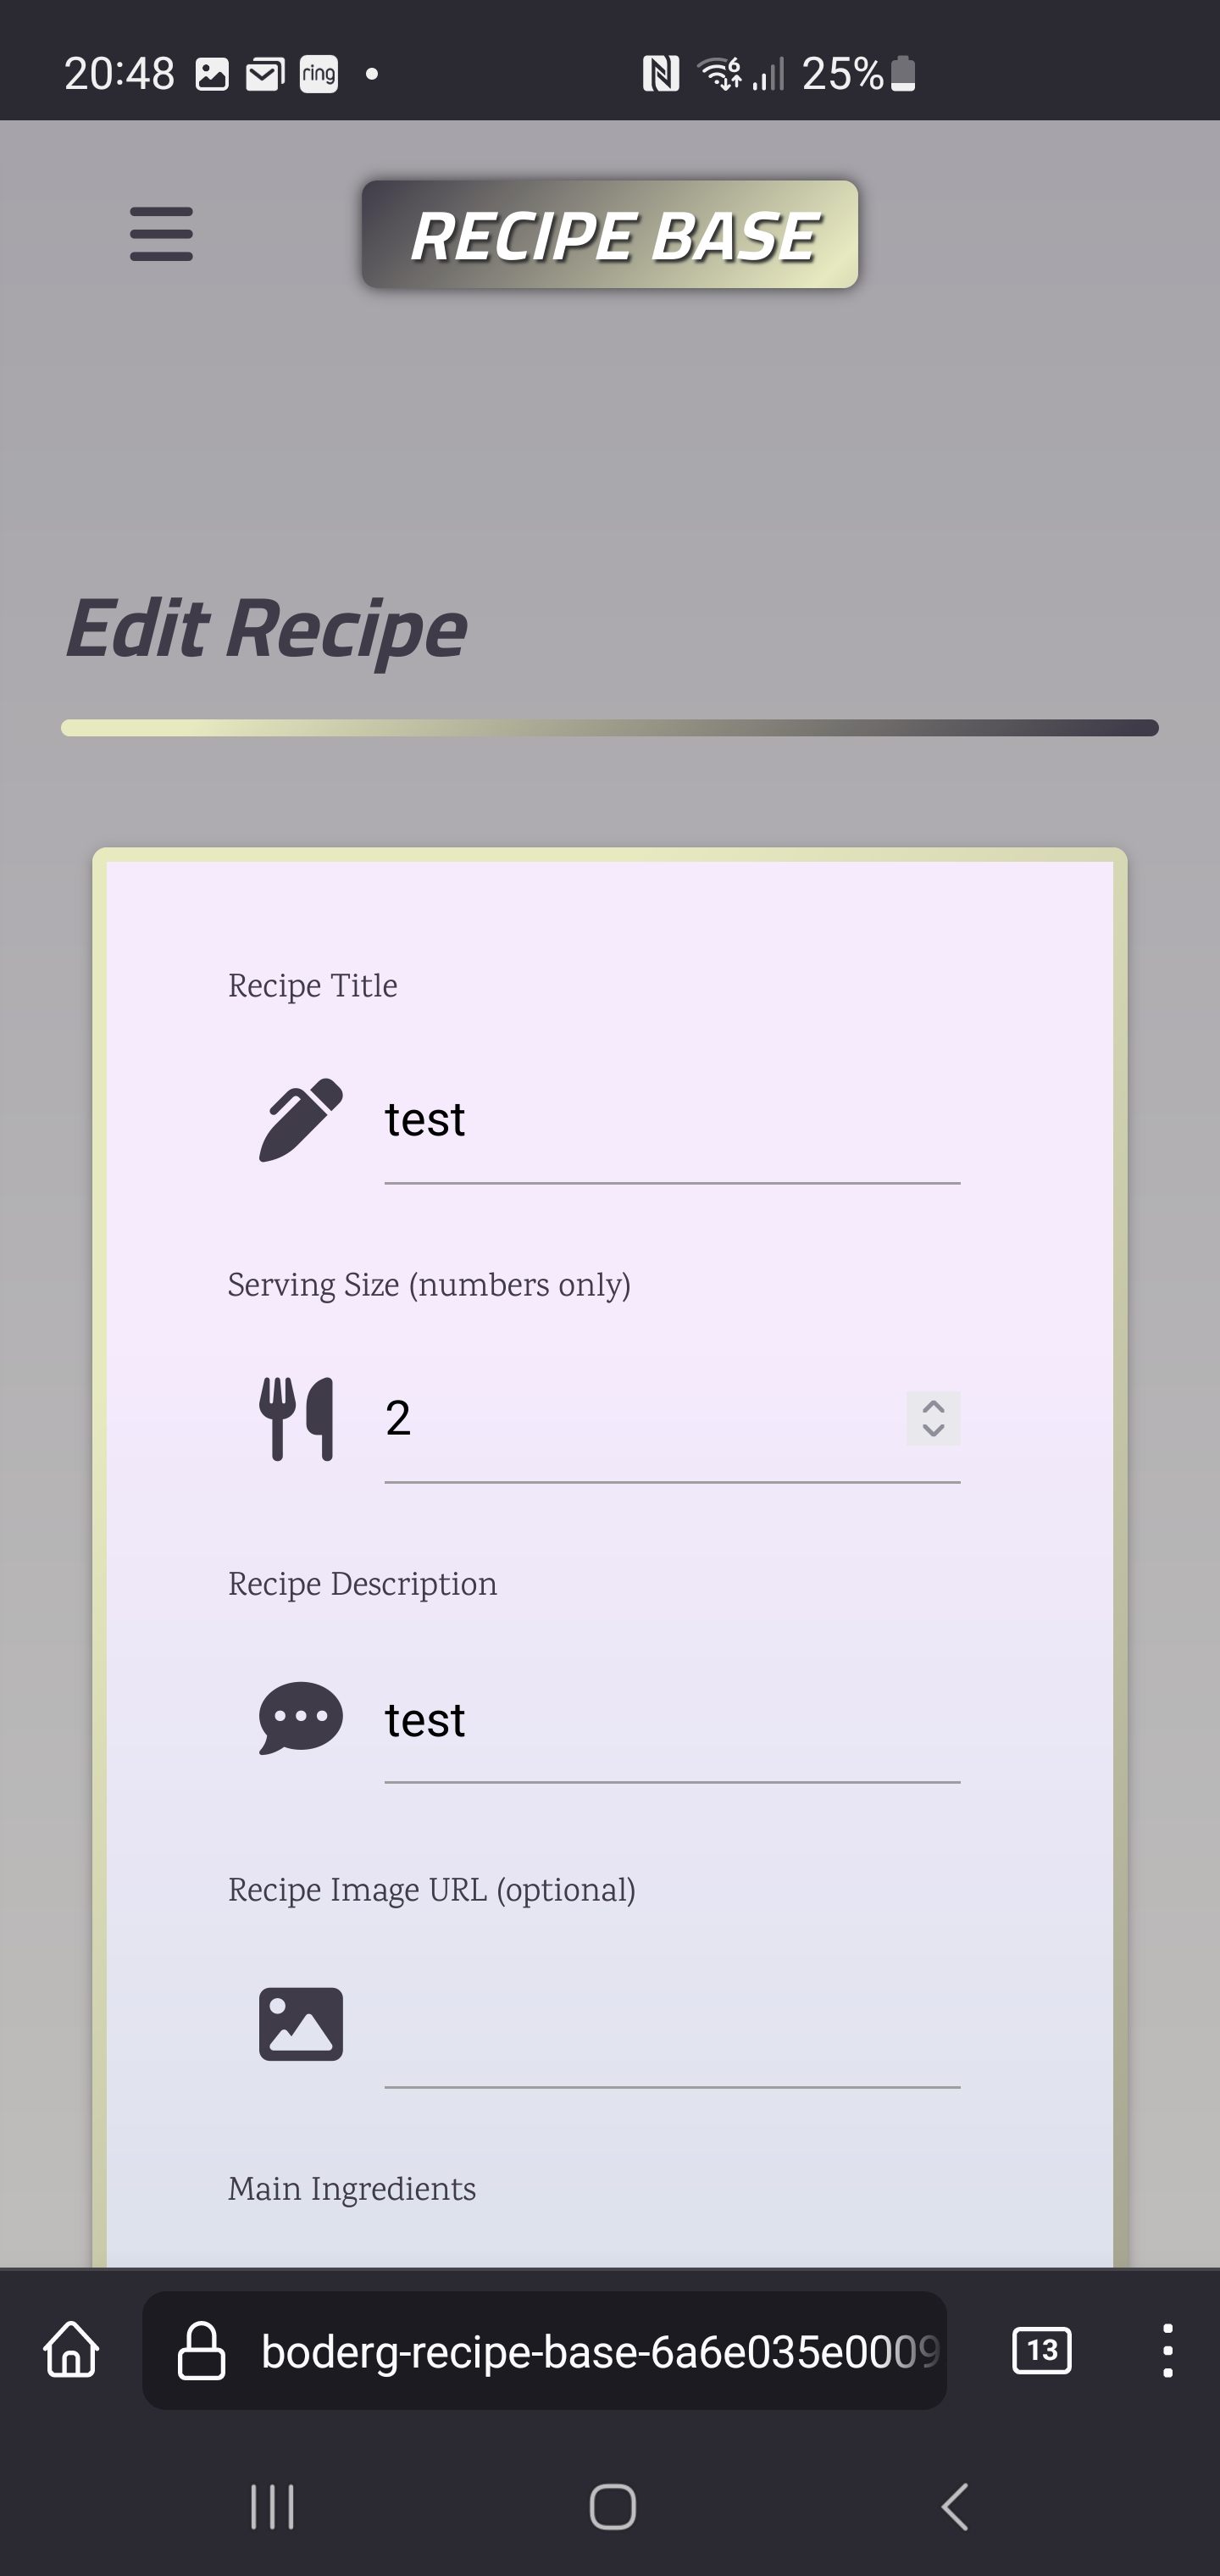 20:48
ring
6
25%
RECIPE BASE
Edit Recipe
Recipe Title
test
Serving Size (numbers only)
2
Recipe Description
test
Recipe Image URL (optional)
Main Ingredients
boderg-recipe-base-6a6e035e0009
13